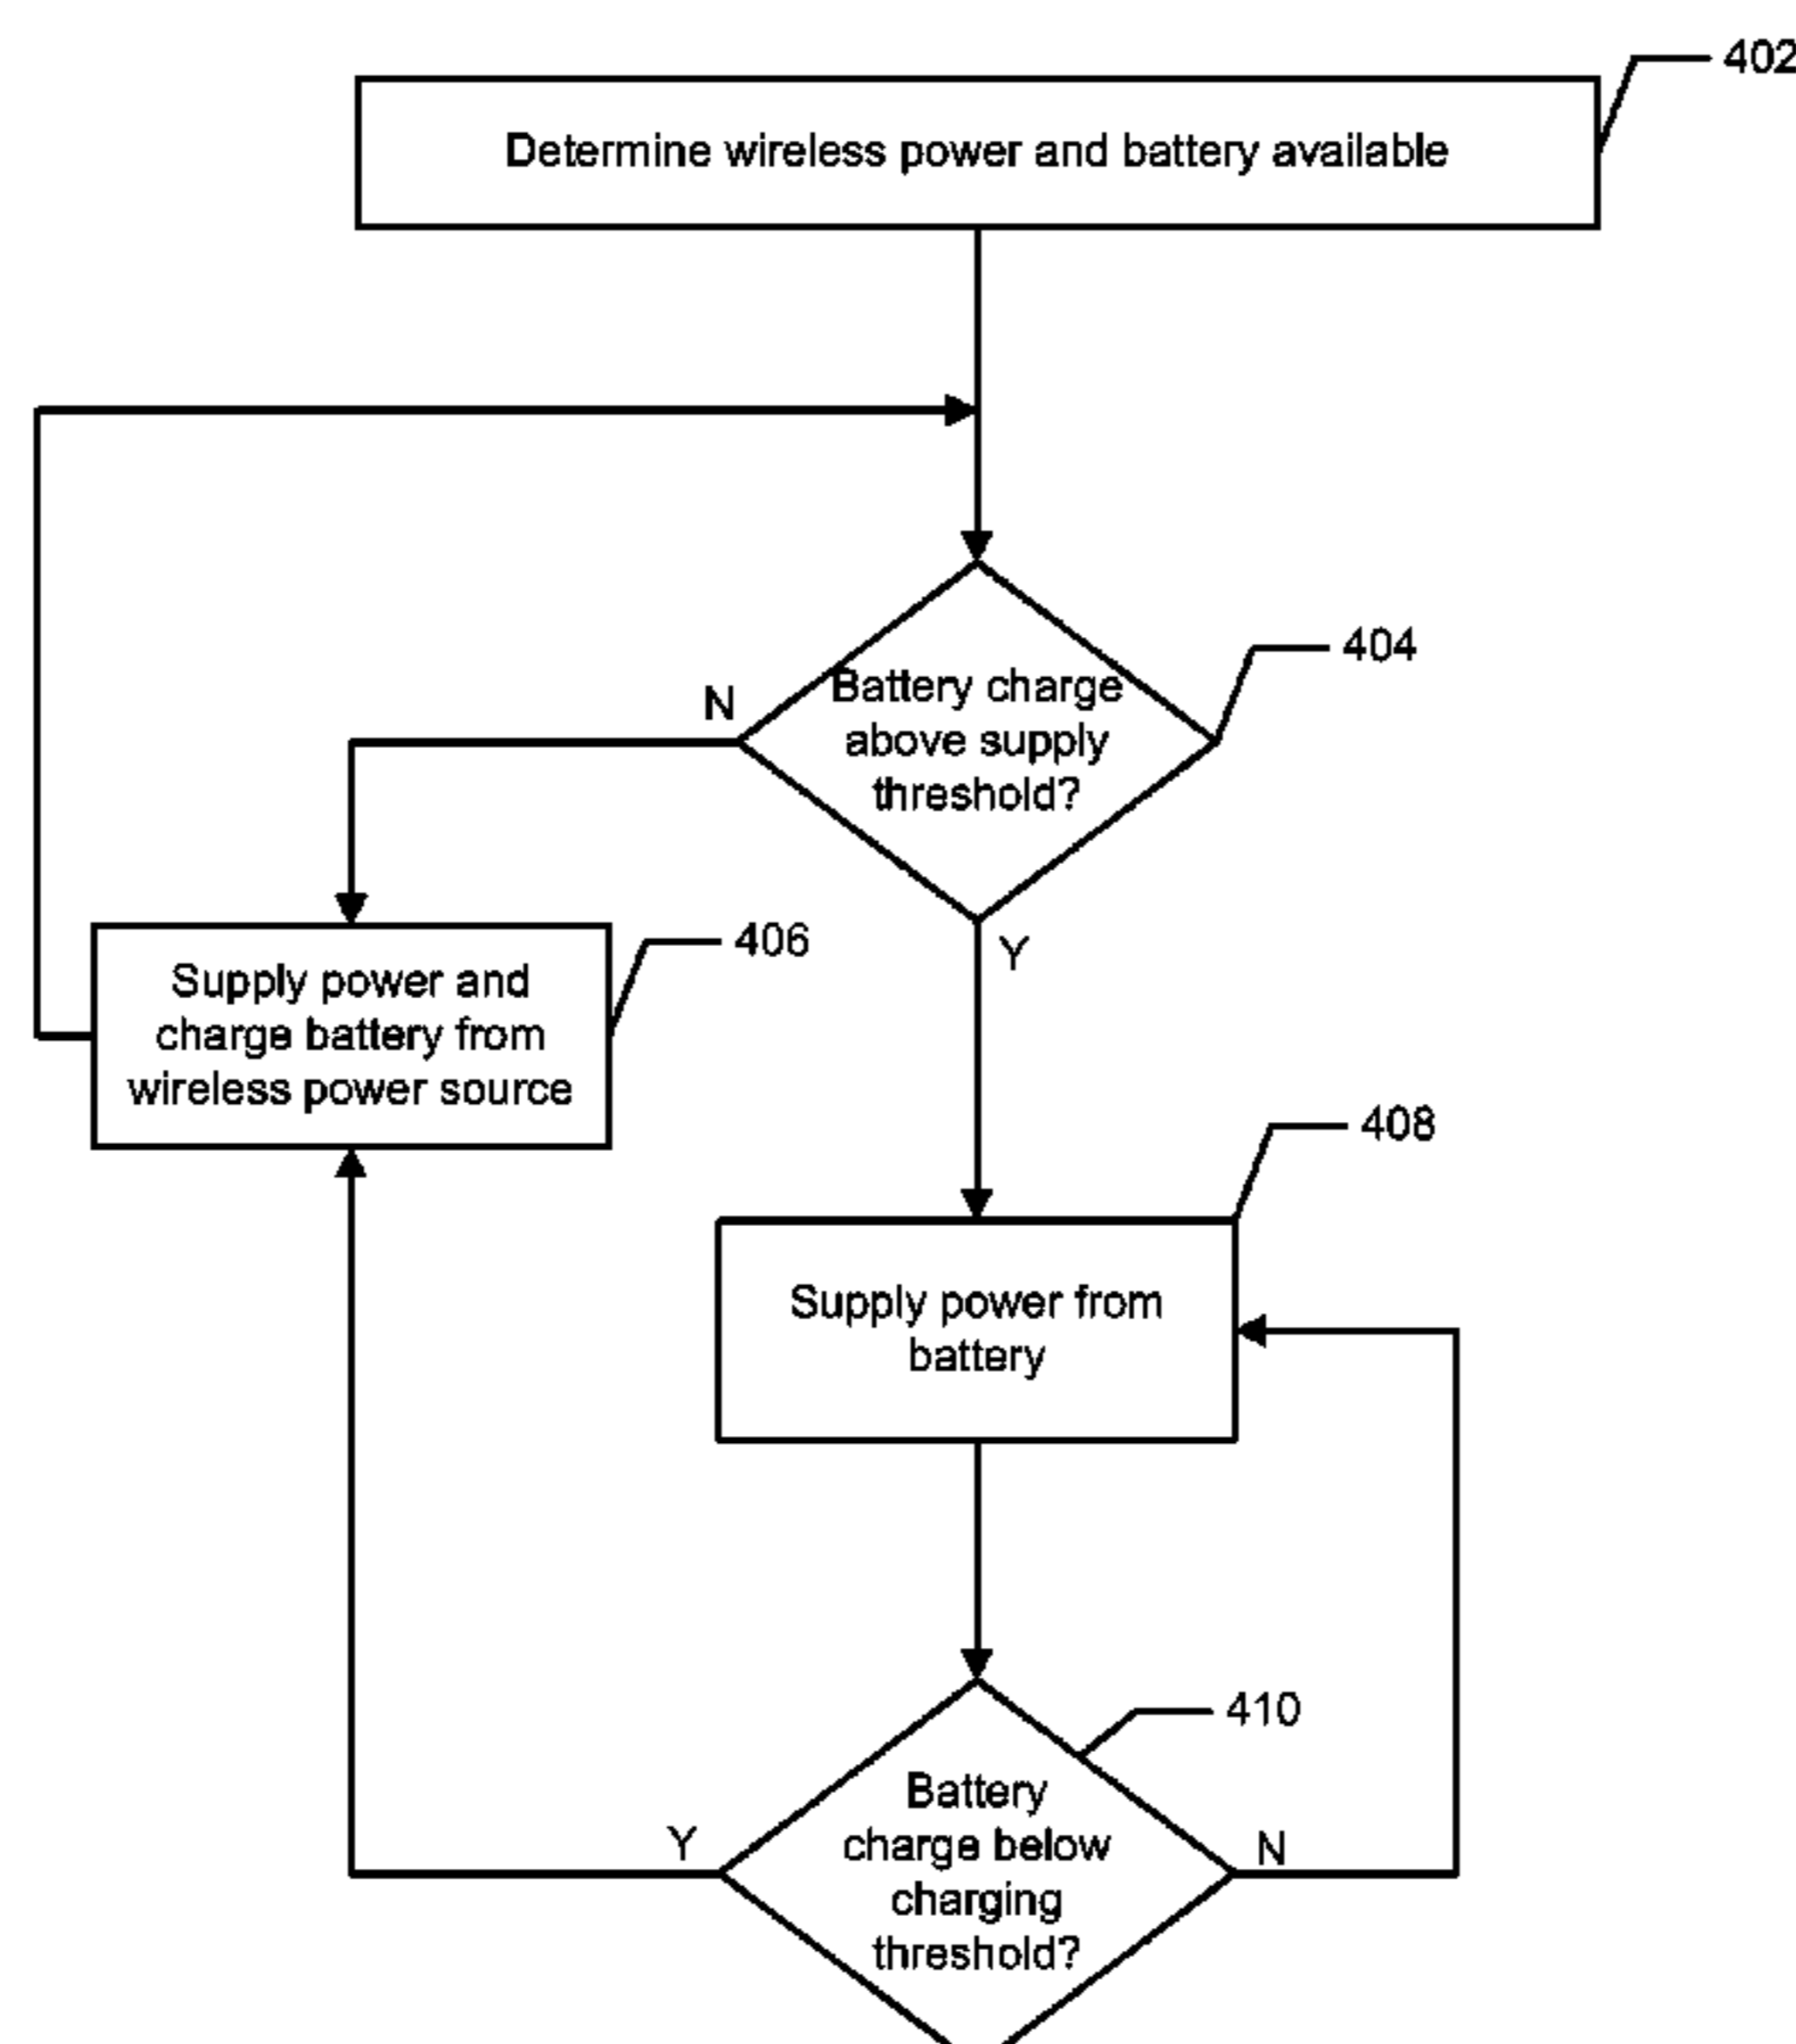 402
Determine wireless power and battery available
404
N
Battery charge
above supply
threshold?
Y
406
Supply power and
charge battery from
wireless power source
408
Supply power from
battery
410
Y
Battery
charge below
charging
threshold?
N